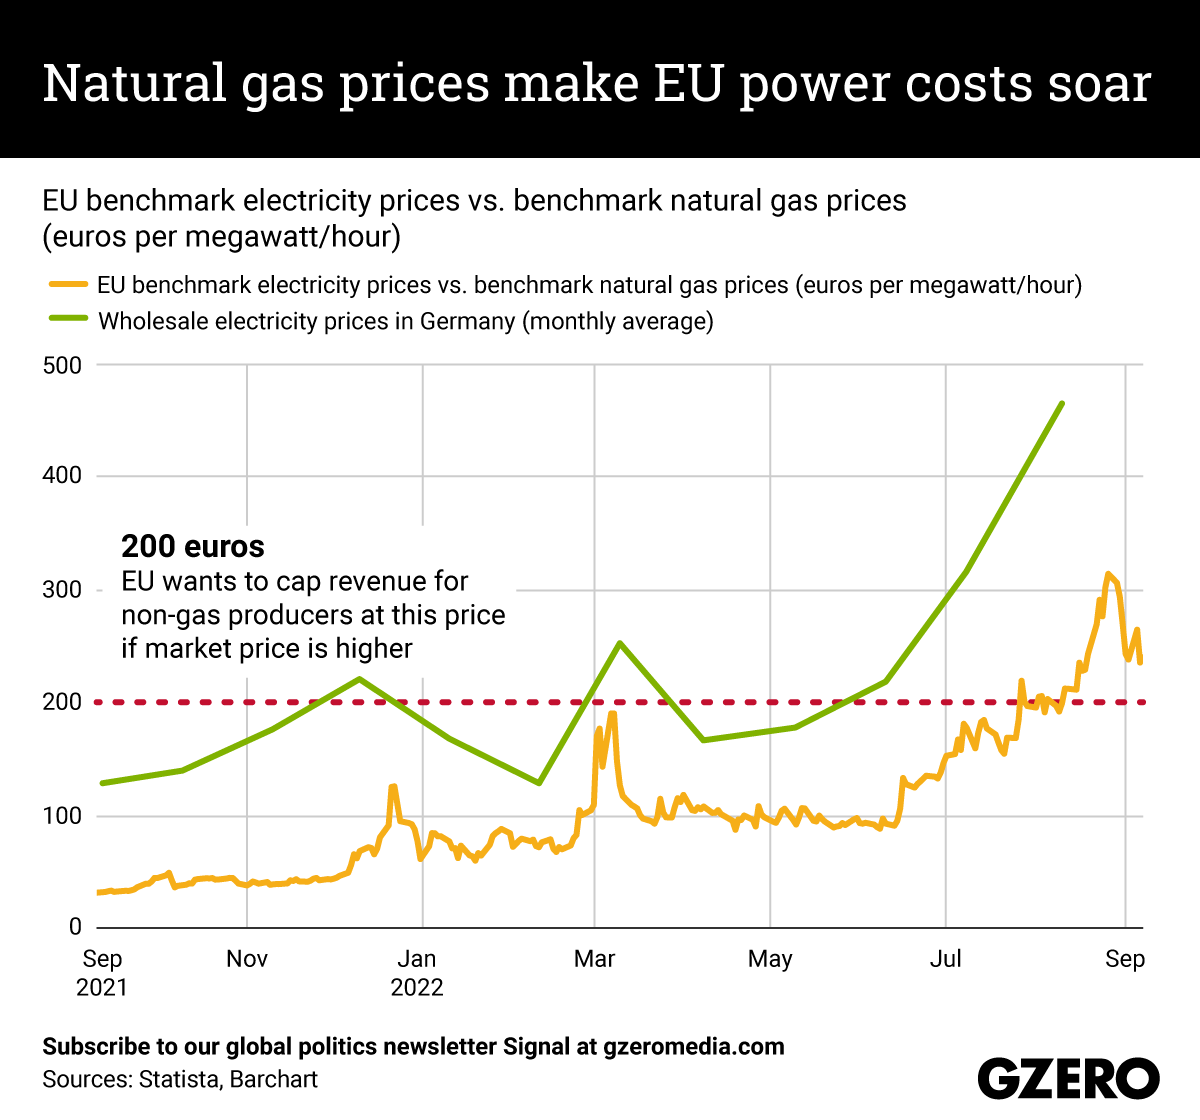 Natural gas prices make EU power costs soar
EU benchmark electricity prices vs. benchmark natural gas prices
(euros per megawatt/hour)
EU benchmark electricity prices vs. benchmark natural gas prices (euros per megawatt/hour)
Wholesale electricity prices in Germany (monthly average)
500
400
200 euros
EU wants to cap revenue for
300
non-gas producers at this price
if market price is higher
200
100
0
Sep Nov Jan Mar May Jul Sep
2021 2022
Subscribe to our global politics newsletter Signal at gzeromedia.com
Sources: Statista, Barchart
GZERO